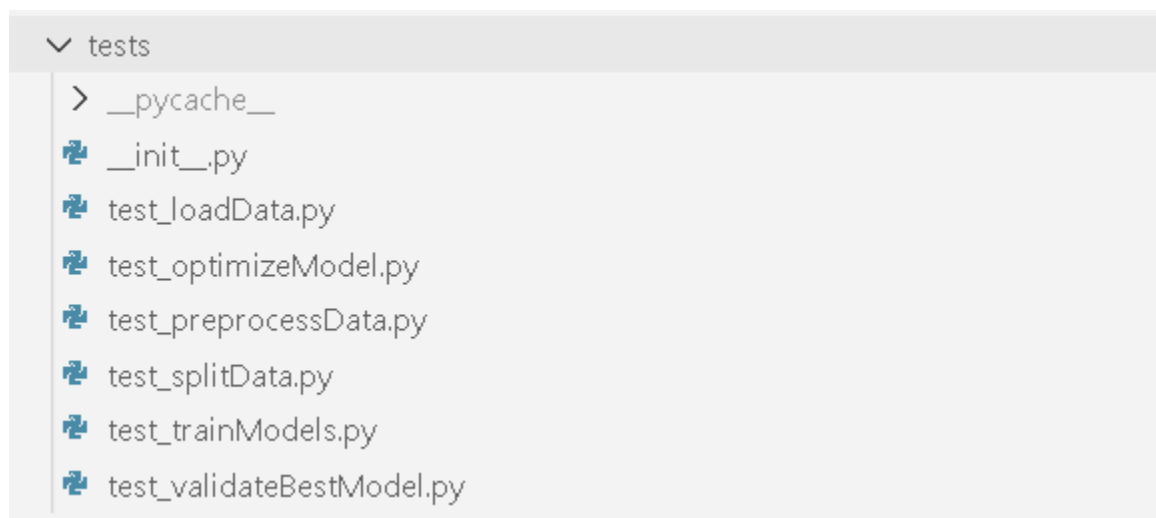 tests
__pycache__
__init__.py
test_loadData.py
test_optimizeModel.py
test_preprocessData.py
test_splitData.py
test_trainModels.py
test_validateBestModel.py